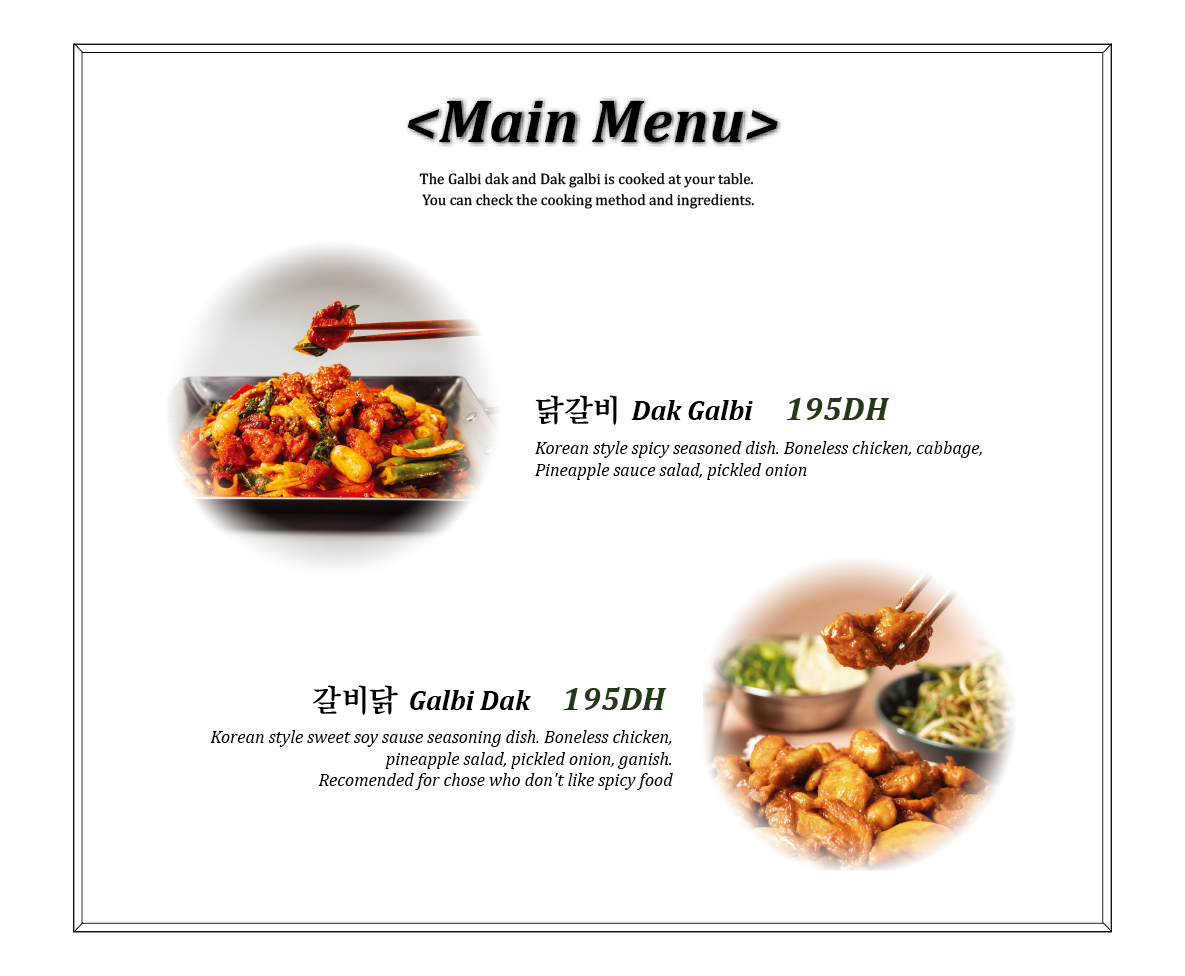 <Main Menu>
The Galbi dak and Dak galbi is cooked at your table.
You can check the cooking method and ingredients.
닭갈비 Dak Galbi 195DH
Korean style spicy seasoned dish. Boneless chicken, cabbage,
Pineapple sauce salad, pickled onion
갈비닭 Galbi Dak 195DH
Korean style sweet soy sause seasoning dish. Boneless chicken,
pineapple salad, pickled onion, ganish.
Recomended for chose who don't like spicy food